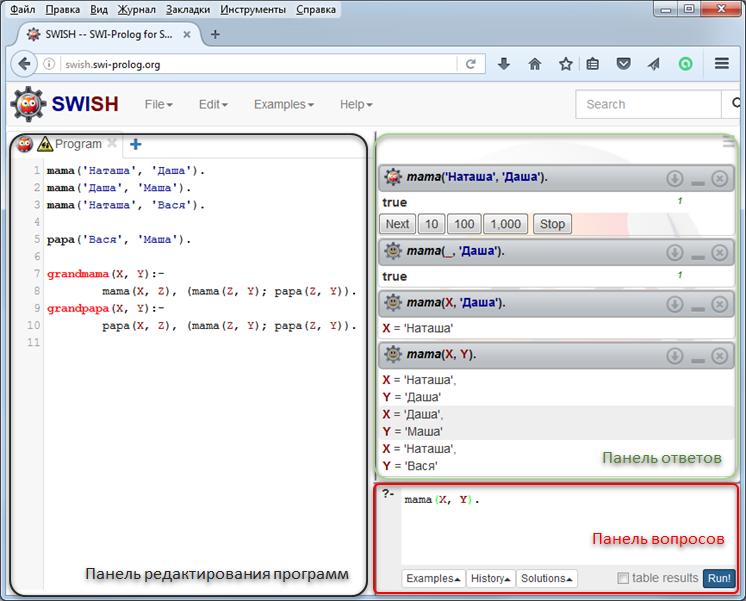 Файл Правка Вид Журнал Закладки Инструменты Справка
SWISH -- SWI-Prolog for S...
swish.swi-prolog.org
SWISH File Edit Examples Help Search
Program
1 mama('Наташа', 'Даша').
2 mama('Даша', 'Маша').
3 mama('Наташа', 'Вася').
4
5 papa('Вася', 'Маша').
6
7 grandmama(X, Y):-
8 mama(X, Z), (mama(Z, Y); papa(Z, Y)).
9 grandpapa(X, Y):-
10 papa(X, Z), (mama(Z, Y); papa(Z, Y)).
11
Панель редактирования программ
mama('Наташа', 'Даша').
true 1
Next 10 100 1,000 Stop
mama(_, 'Даша').
true 1
mama(X, 'Даша').
X = 'Наташа'
mama(X, Y).
X = 'Наташа',
Y = 'Даша'
X = 'Даша',
Y = 'Маша'
X = 'Наташа',
Y = 'Вася'
Панель ответов
?- mama(X, Y).
Панель вопросов
Examples History Solutions table results Run!